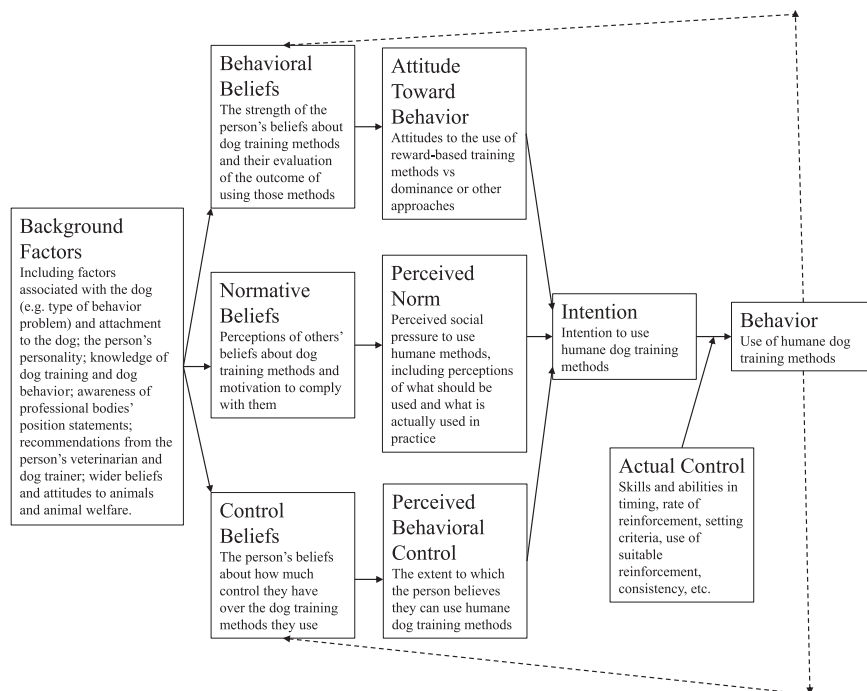 Background
Factors
Including factors
associated with the dog
(e.g. type of behavior
problem) and attachment
to the dog; the person's
personality; knowledge of
dog training and dog
behavior; awareness of
professional bodies'
position statements;
recommendations from the
person's veterinarian and
dog trainer; wider beliefs
and attitudes to animals
and animal welfare.
Behavioral
Beliefs
The strength of the
person's beliefs about
dog training methods
and their evaluation
of the outcome of
using those methods
Attitude
Toward
Behavior
Attitudes to the use of
reward-based training
methods vs
dominance or other
approaches
Normative
Beliefs
Perceptions of others'
beliefs about dog
training methods and
motivation to comply
with them
Perceived
Norm
Perceived social
pressure to use
humane methods,
including perceptions
of what should be
used and what is
actually used in
practice
Control
Beliefs
The person's beliefs
about how much
control they have
over the dog training
methods they use
Perceived
Behavioral
Control
The extent to which
the person believes
they can use humane
dog training methods
Intention
Intention to use
humane dog training
methods
Behavior
Use of humane dog
training methods
Actual Control
Skills and abilities in
timing, rate of
reinforcement, setting
criteria, use of
suitable
reinforcement,
consistency, etc.